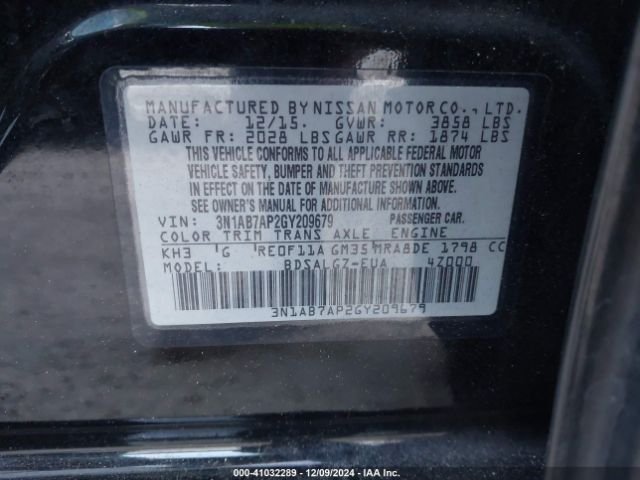 MANUFACTURED BY NISSAN MOTOR CO., LTD.
DATE: 12/15. GVWR: 3858 LBS
GAWR FR: 2028 LBS GAWR RR: 1874 LBS
THIS VEHICLE CONFORMS TO ALL APPLICABLE FEDERAL MOTOR
VEHICLE SAFETY, BUMPER, AND THEFT PREVENTION STANDARDS
IN EFFECT ON THE DATE OF MANUFACTURE SHOWN ABOVE.
SEE OWNER'S MANUAL FOR ADDITIONAL INFORMATION.
VIN: 3N1AB7AP2GY209679 PASSENGER CAR.
COLOR TRIM TRANS AXLE ENGINE
KH3 G RE0F11A GM35 MRA8DE 1798 CC
MODEL: BDSALGZ-EUA 4Z000
3N1AB7AP2GY209679
000-41032289 - 12/09/2024 - IAA Inc.